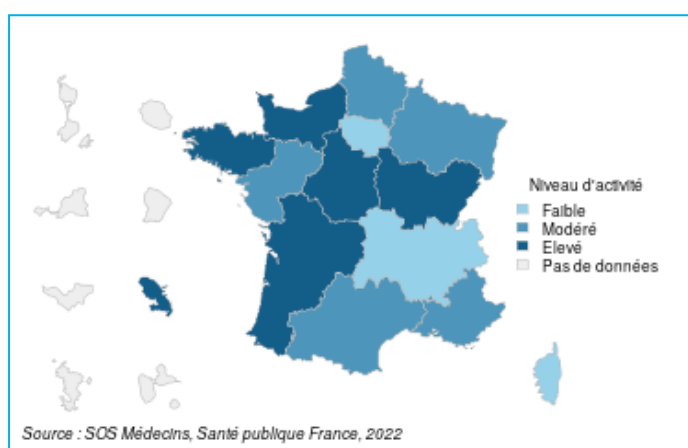 Niveau d'activité
Faible
Modéré
Elevé
Pas de données
Source : SOS Médecins, Santé publique France, 2022